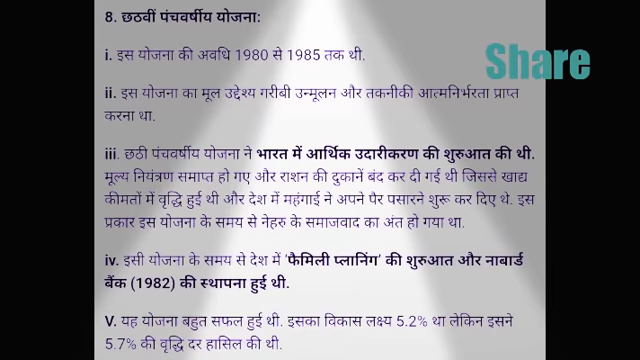 8. छठवीं पंचवर्षीय योजना:
Share
i. इस योजना की अवधि 1980 से 1985 तक थी.
ii. इस योजना का मूल उद्देश्य गरीबी उन्मूलन और तकनीकी आत्मनिर्भरता प्राप्त
करना था.
iii. छठी पंचवर्षीय योजना ने भारत में आर्थिक उदारीकरण की शुरुआत की थी.
मूल्य नियंत्रण समाप्त हो गए और राशन की दुकानें बंद कर दी गई थी जिससे खाद्य
कीमतों में वृद्धि हुई थी और देश में महंगाई ने अपने पैर पसारने शुरू कर दिए थे. इस
प्रकार इस योजना के समय से नेहरु के समाजवाद का अंत हो गया था.
iv. इसी योजना के समय से देश में 'फैमिली प्लानिंग' की शुरुआत और नाबार्ड
बैंक (1982) की स्थापना हुई थी.
V. यह योजना बहुत सफल हुई थी. इसका विकास लक्ष्य 5.2% था लेकिन इसने
5.7% की वृद्धि दर हासिल की थी.